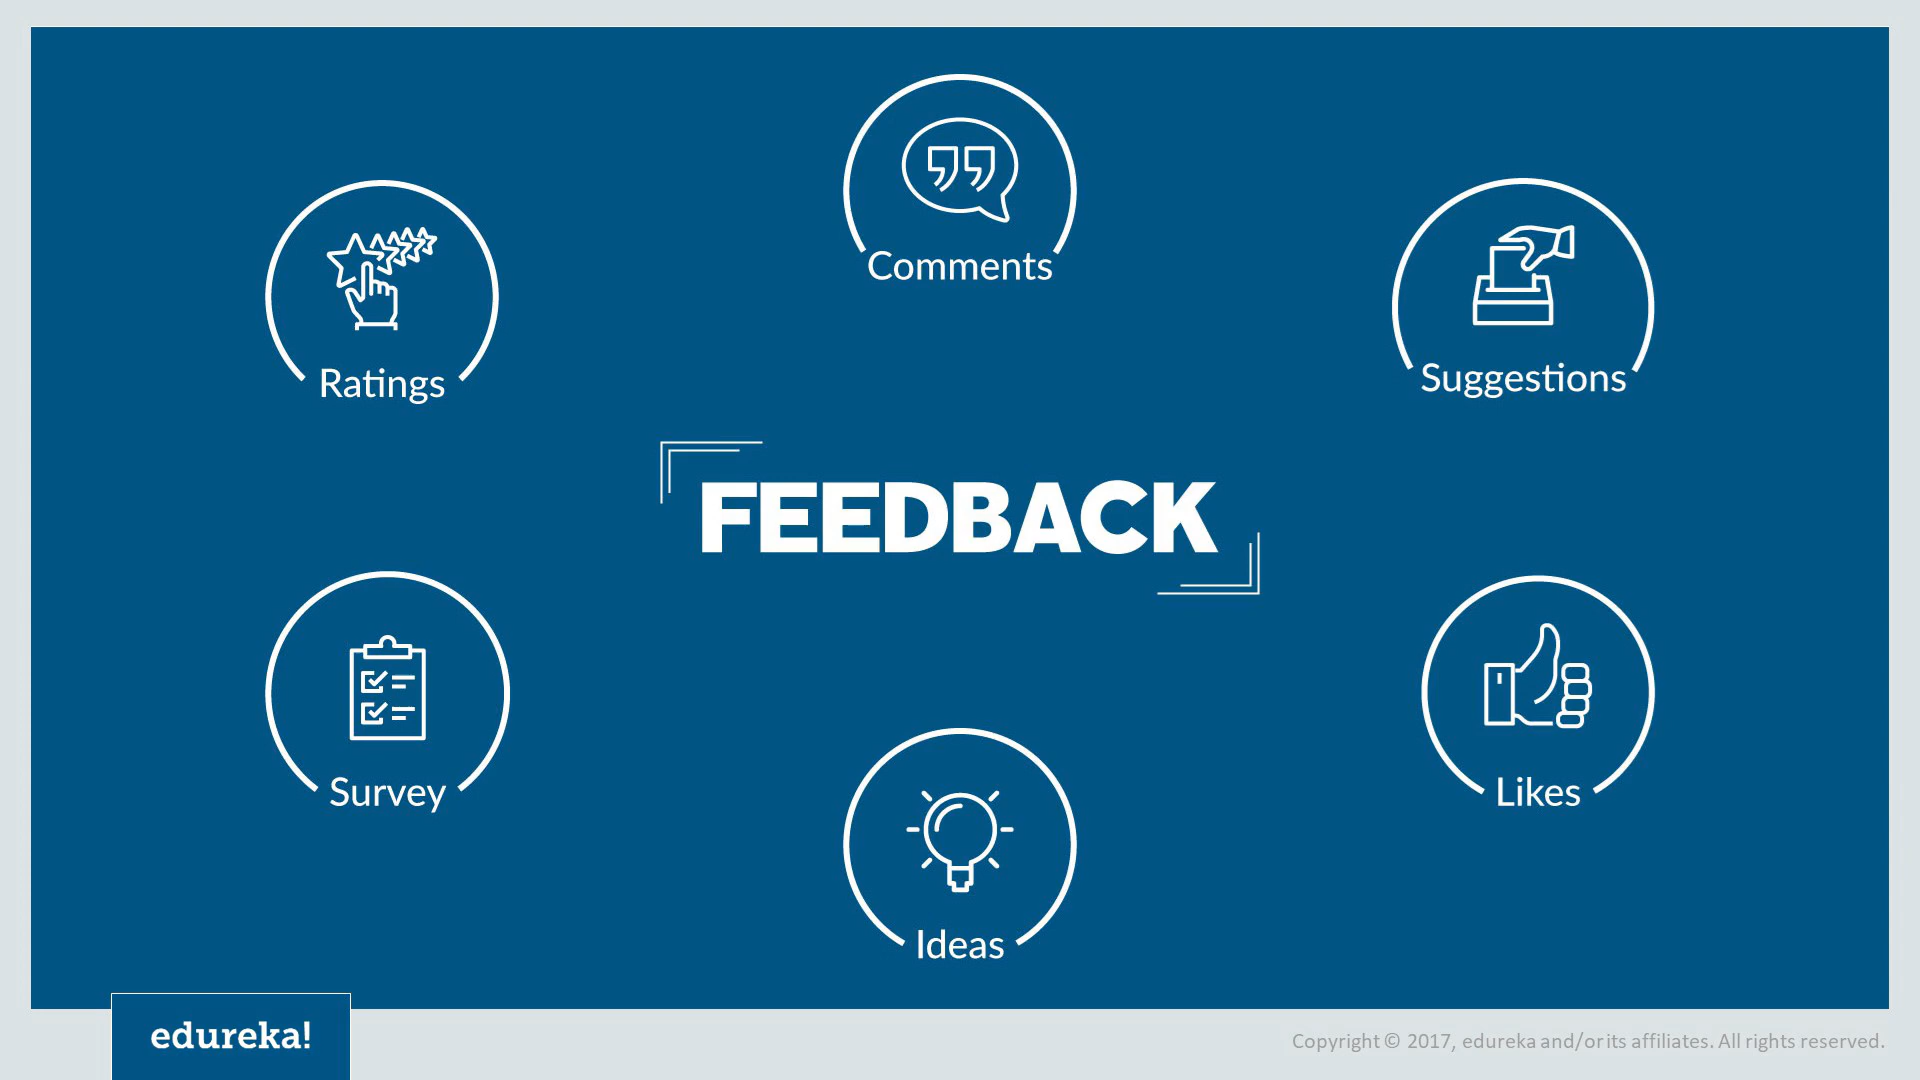 Comments
Ratings
Suggestions
FEEDBACK
Survey
Likes
Ideas
edureka!
Copyright © 2017, edureka and/or its affiliates. All rights reserved.